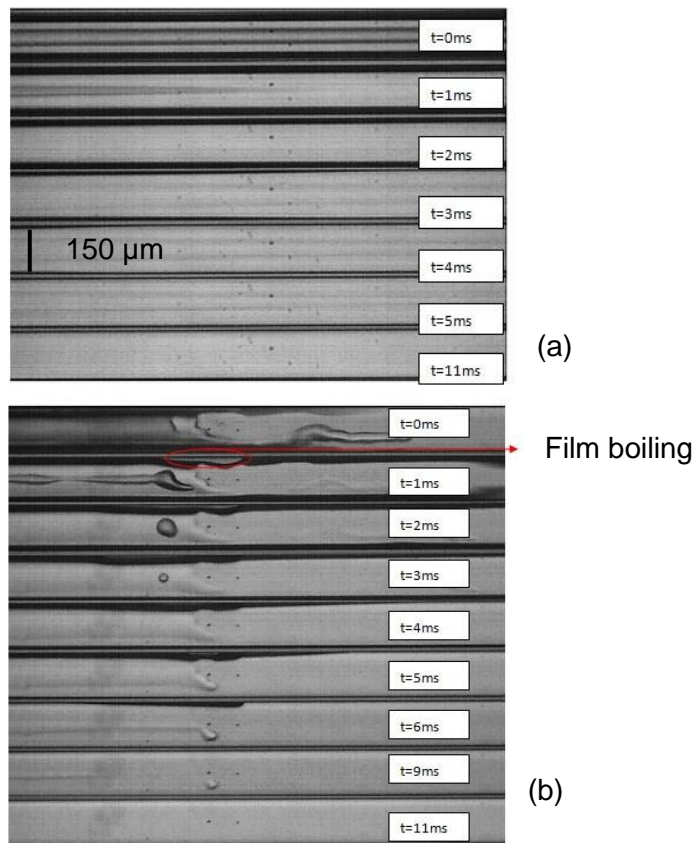 t=0ms
t=1ms
t=2ms
t=3ms
150 µm
t=4ms
t=5ms
(a)
t=11ms
t=0ms
Film boiling
t=1ms
t=2ms
t=3ms
t=4ms
t=5ms
t=6ms
t=9ms
(b)
t=11ms